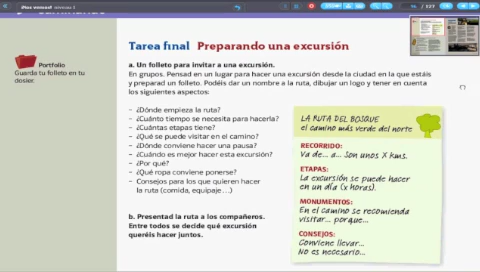 ¡Nos vemos!
96 / 127
Tarea final Preparando una excursión
Portfolio
Guarda tu folleto en tu
dosier.
a. Un folleto para invitar a una excursión.
En grupos. Pensad en un lugar para hacer una excursión desde la ciudad en la que estáis
y preparad un folleto. Podéis dar un nombre a la ruta, dibujar un logo y tener en cuenta
los siguientes aspectos:
– ¿Dónde empieza la ruta?
– ¿Cuánto tiempo se necesita para hacerla?
– ¿Cuántas etapas tiene?
– ¿Qué se puede visitar en el camino?
– ¿Dónde conviene hacer una pausa?
– ¿Cuándo es mejor hacer esta excursión?
– ¿Por qué?
– ¿Qué ropa conviene ponerse?
– Consejos para los que quieren hacer
la ruta (comida, equipaje…)
b. Presentad la ruta a los compañeros.
Entre todos se decide qué excursión
queréis hacer juntos.
LA RUTA DEL BOSQUE
el camino más verde del norte
RECORRIDO:
Va de… a… Son unos X kms.
ETAPAS:
La excursión se puede hacer
en un día (x horas).
MONUMENTOS:
En el camino se recomienda
visitar… porque…
CONSEJOS:
Conviene llevar…
No es necesario…